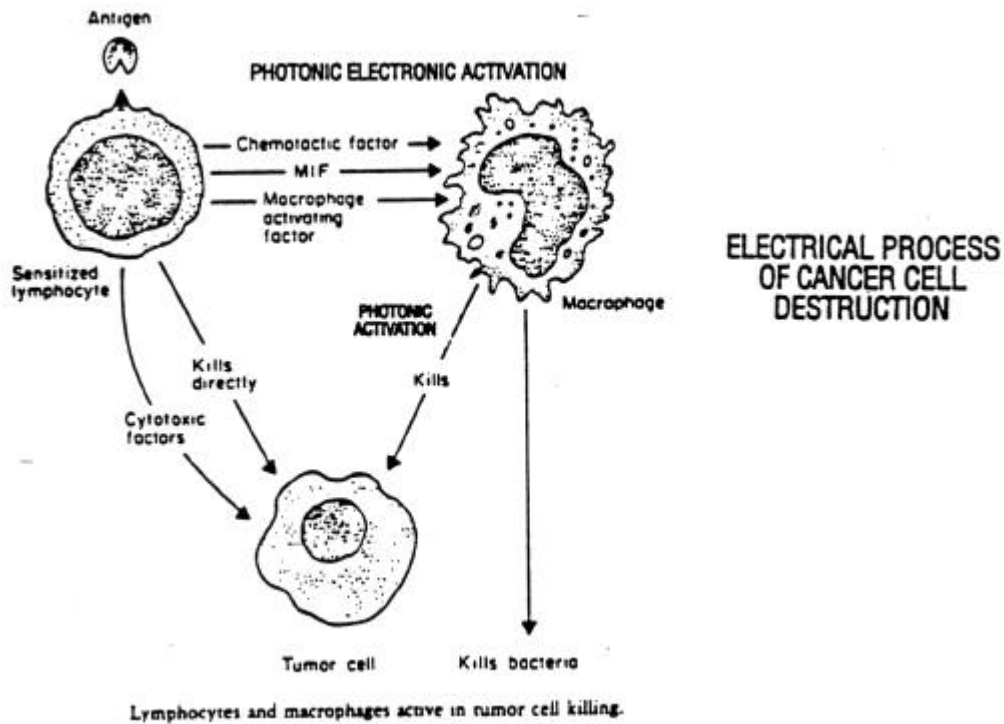 Antigen
PHOTONIC ELECTRONIC ACTIVATION
Chemotactic factor
MIF
Macrophage
activating
factor
Sensitized
lymphocyte
Macrophage
ELECTRICAL PROCESS
OF CANCER CELL
DESTRUCTION
PHOTONIC
ACTIVATION
Kills
directly
Kills
Cytotoxic
factors
Tumor cell
Kills bacteria
Lymphocytes and macrophages active in tumor cell killing.